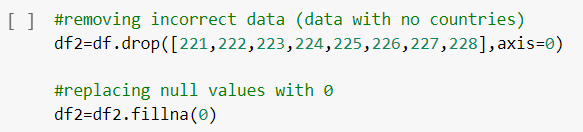 [ ] #removing incorrect data (data with no countries)
df2=df.drop([221,222,223,224,225,226,227,228],axis=0)
#replacing null values with 0
df2=df2.fillna(0)